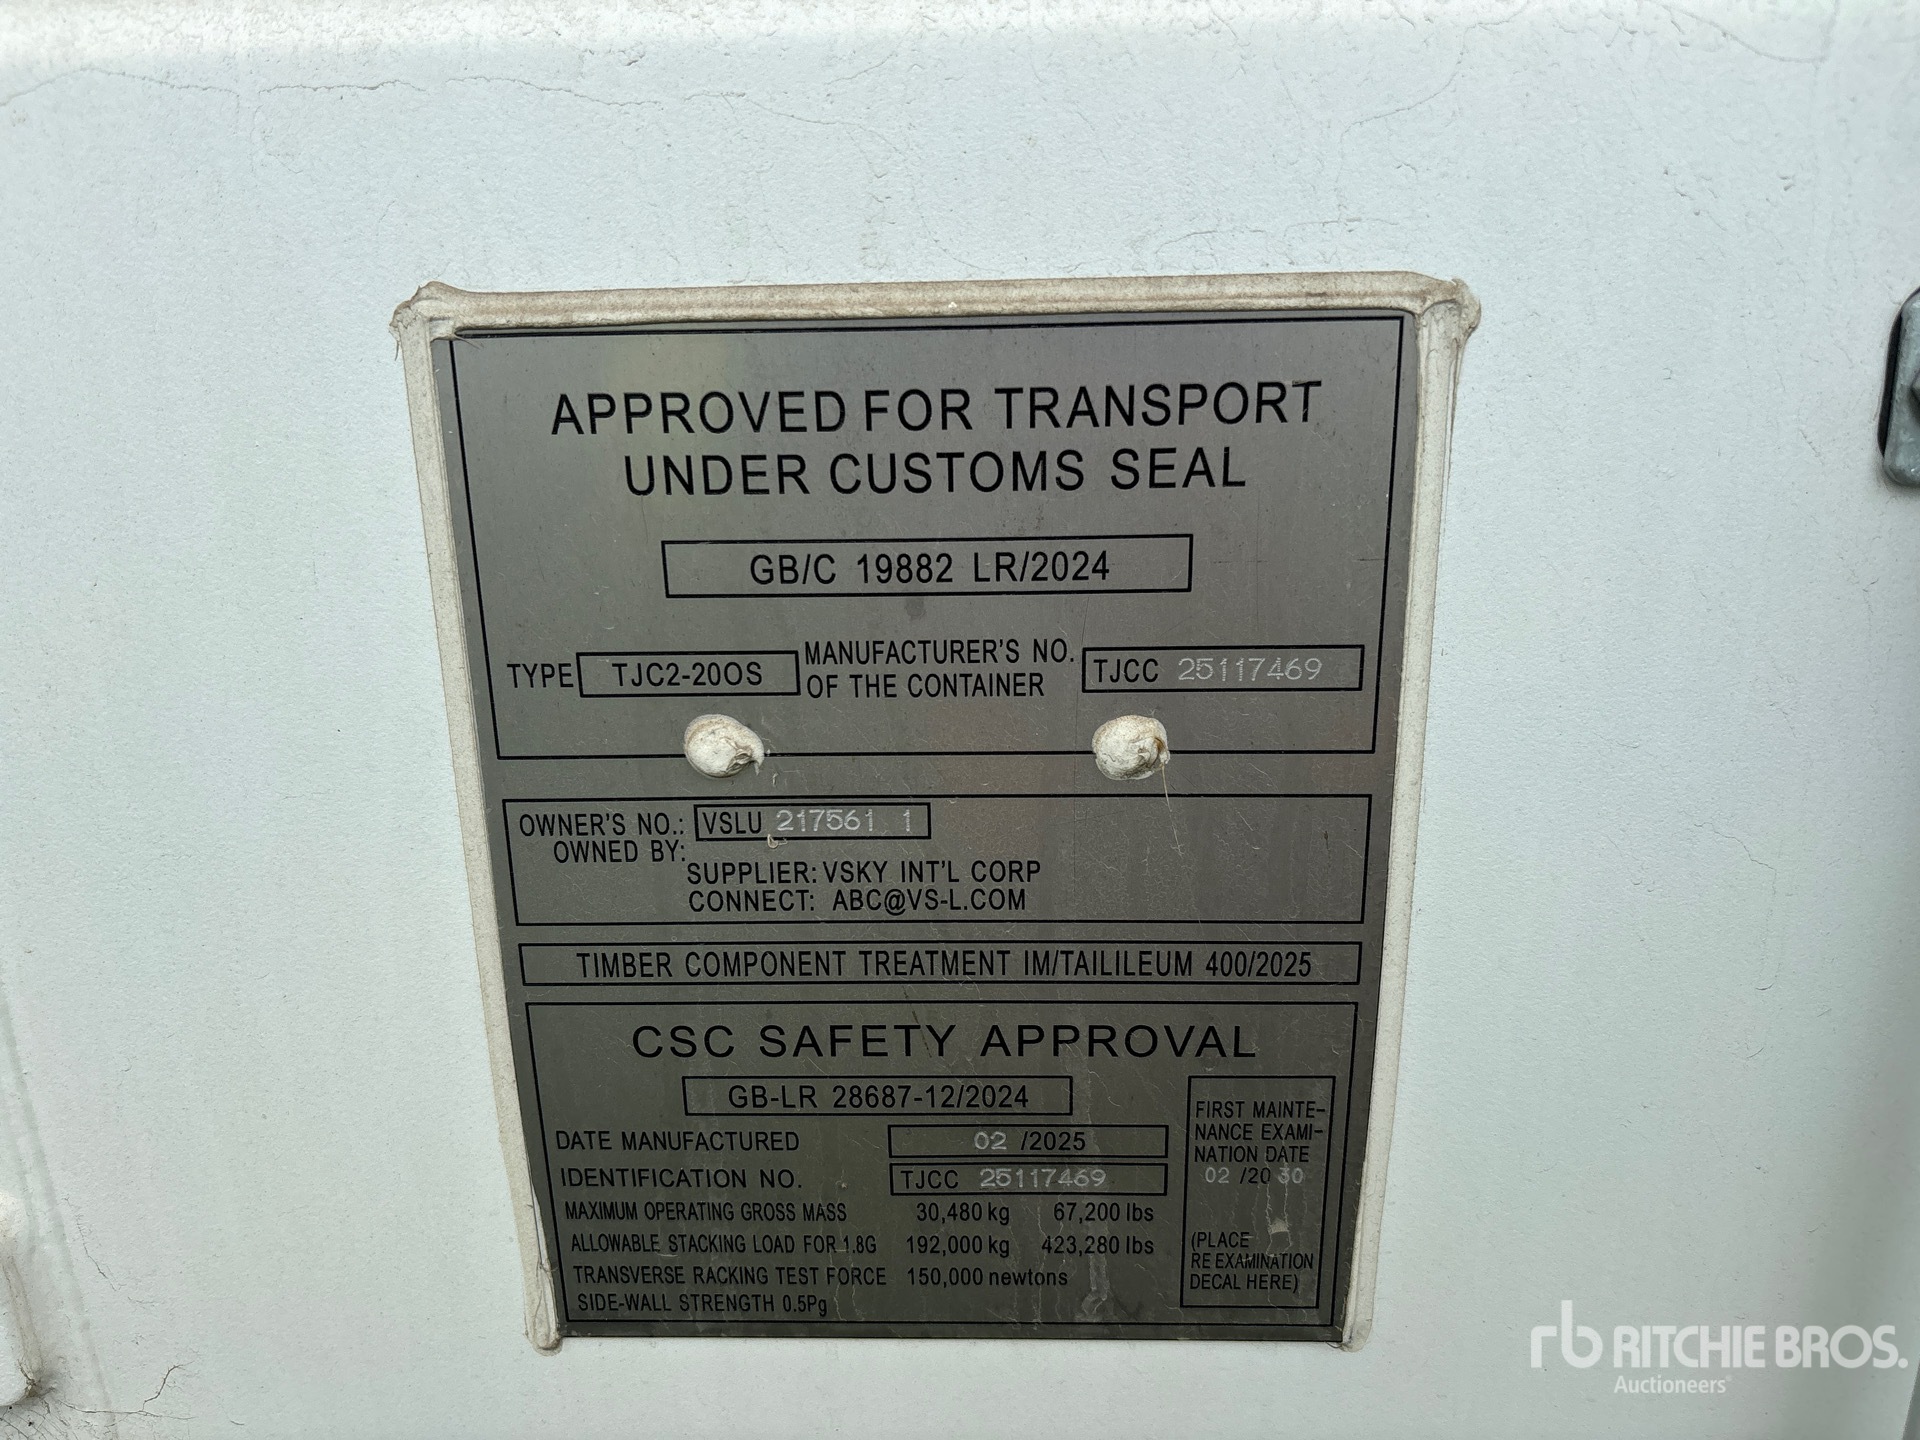 APPROVED FOR TRANSPORT
UNDER CUSTOMS SEAL
GB/C 19882 LR/2024
TYPE TJC2-20OS MANUFACTURER'S NO. OF THE CONTAINER TJCC 25117469
OWNER'S NO.: VSLU 217561 1
OWNED BY:
SUPPLIER: VSKY INT'L CORP
CONNECT: ABC@VS-L.COM
TIMBER COMPONENT TREATMENT IM/TAILILEUM 400/2025
CSC SAFETY APPROVAL
GB-LR 28687-12/2024
DATE MANUFACTURED 02 /2025
IDENTIFICATION NO. TJCC 25117469
MAXIMUM OPERATING GROSS MASS 30,480 kg 67,200 lbs
ALLOWABLE STACKING LOAD FOR 1.8G 192,000 kg 423,280 lbs
TRANSVERSE RACKING TEST FORCE 150,000 newtons
SIDE-WALL STRENGTH 0.5Pg
FIRST MAINTE-
NANCE EXAMI-
NATION DATE
02 /20 30
(PLACE
RE EXAMINATION
DECAL HERE)
rb RITCHIE BROS.
Auctioneers